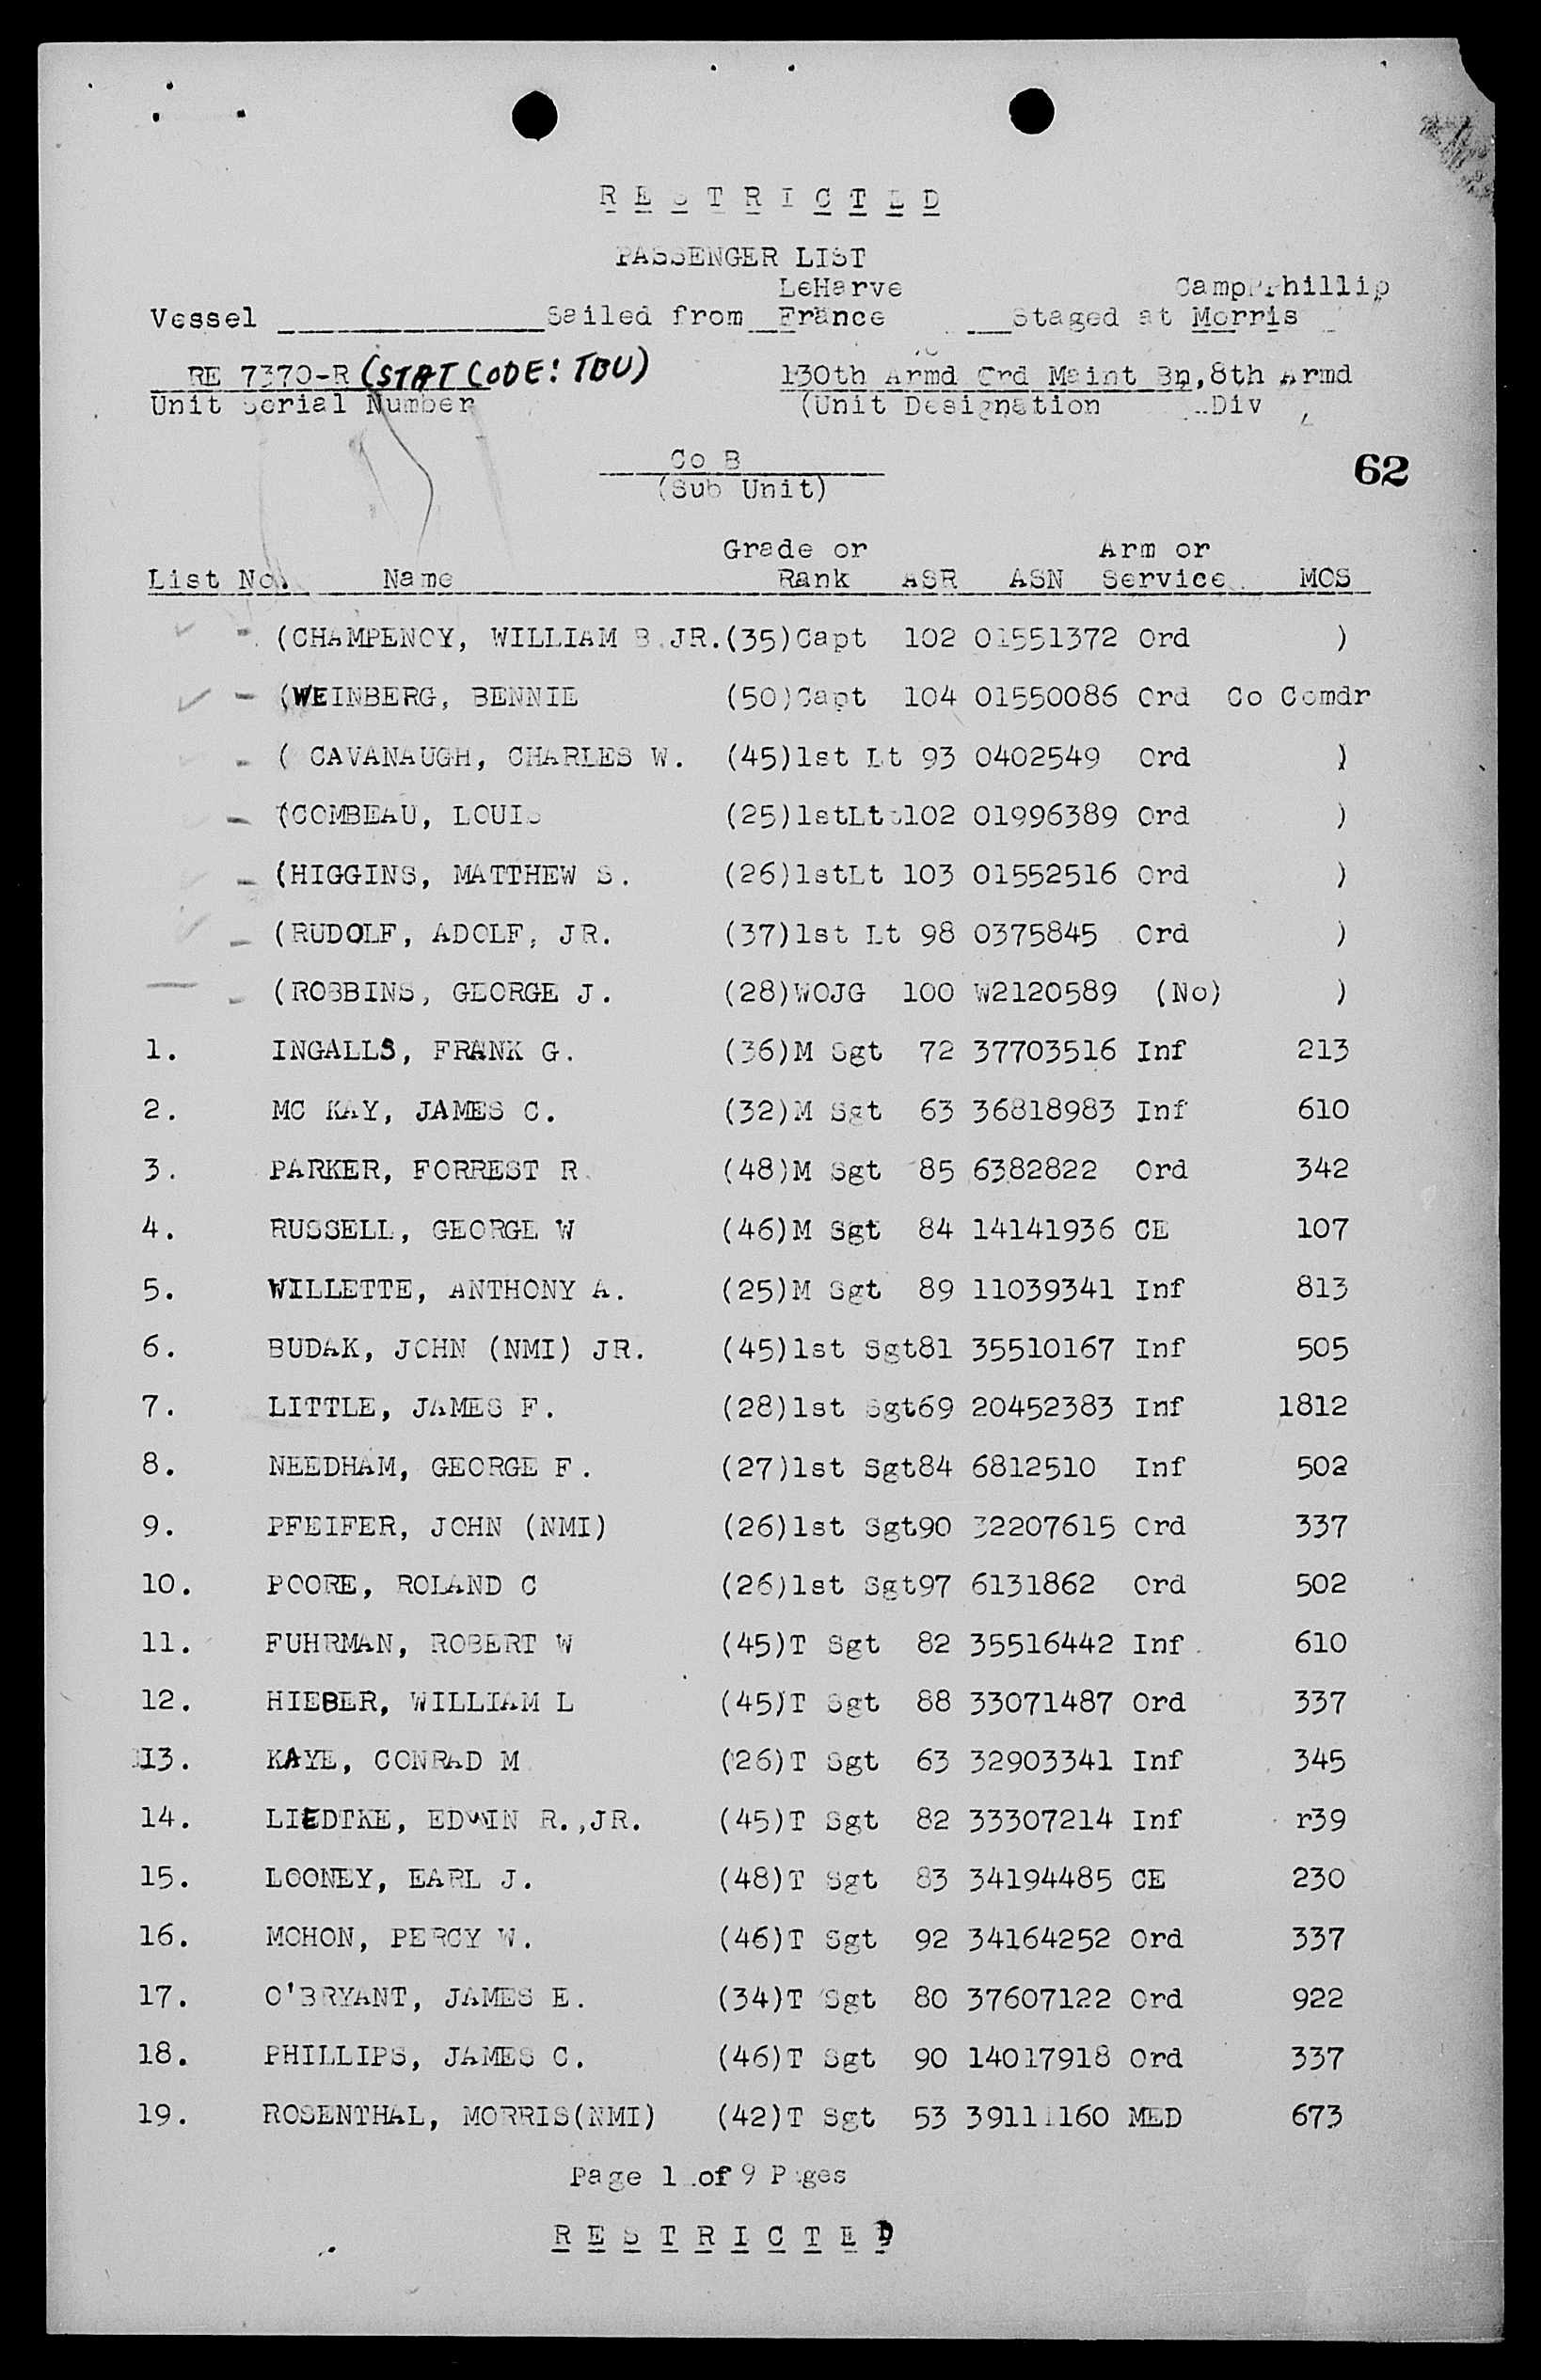 R E S T R I C T E D
PASSENGER LIST
LeHarve Camp Phillip
Vessel ________________ Sailed from France Staged at Morris
RE 7370-R (STAT CODE: TBU) 130th Armd Ord Maint Bn, 8th Armd
Unit Serial Number (Unit Designation Div
Co B
62
(Sub Unit)
Grade or Arm or
List No. Name Rank ASR ASN Service MOS
(CHAMPENOY, WILLIAM B.JR.(35)Capt 102 01551372 Ord )
(WEINBERG, BENNIE (50)Capt 104 01550086 Ord Co Comdr
( CAVANAUGH, CHARLES W. (45)1st Lt 93 0402549 Ord )
(COMBEAU, LOUIS (25)1stLt 102 01996389 Ord )
(HIGGINS, MATTHEW S. (26)1stLt 103 01552516 Ord )
(RUDOLF, ADOLF, JR. (37)1st Lt 98 0375845 Ord )
(ROBBINS, GEORGE J. (28)WOJG 100 W2120589 (No) )
1. INGALLS, FRANK G. (36)M Sgt 72 37703516 Inf 213
2. MC KAY, JAMES C. (32)M Sgt 63 36818983 Inf 610
3. PARKER, FORREST R. (48)M Sgt 85 6382822 Ord 342
4. RUSSELL, GEORGE W (46)M Sgt 84 14141936 CE 107
5. WILLETTE, ANTHONY A. (25)M Sgt 89 11039341 Inf 813
6. BUDAK, JOHN (NMI) JR. (45)1st Sgt81 35510167 Inf 505
7. LITTLE, JAMES F. (28)1st Sgt69 20452383 Inf 1812
8. NEEDHAM, GEORGE F. (27)1st Sgt84 6812510 Inf 502
9. PFEIFER, JOHN (NMI) (26)1st Sgt90 32207615 Ord 337
10. POORE, ROLAND C (26)1st Sgt97 6131862 Ord 502
11. FUHRMAN, ROBERT W (45)T Sgt 82 35516442 Inf 610
12. HIEBER, WILLIAM L (45)T Sgt 88 33071487 Ord 337
13. KAYE, CONRAD M (26)T Sgt 63 32903341 Inf 345
14. LIEDTKE, EDWIN R.,JR. (45)T Sgt 82 33307214 Inf r39
15. LOONEY, EARL J. (48)T Sgt 83 34194485 CE 230
16. MOHON, PERCY W. (46)T Sgt 92 34164252 Ord 337
17. O'BRYANT, JAMES E. (34)T Sgt 80 37607122 Ord 922
18. PHILLIPS, JAMES C. (46)T Sgt 90 14017918 Ord 337
19. ROSENTHAL, MORRIS(NMI) (42)T Sgt 53 39111160 MED 673
Page 1 of 9 Pages
R E S T R I C T E D